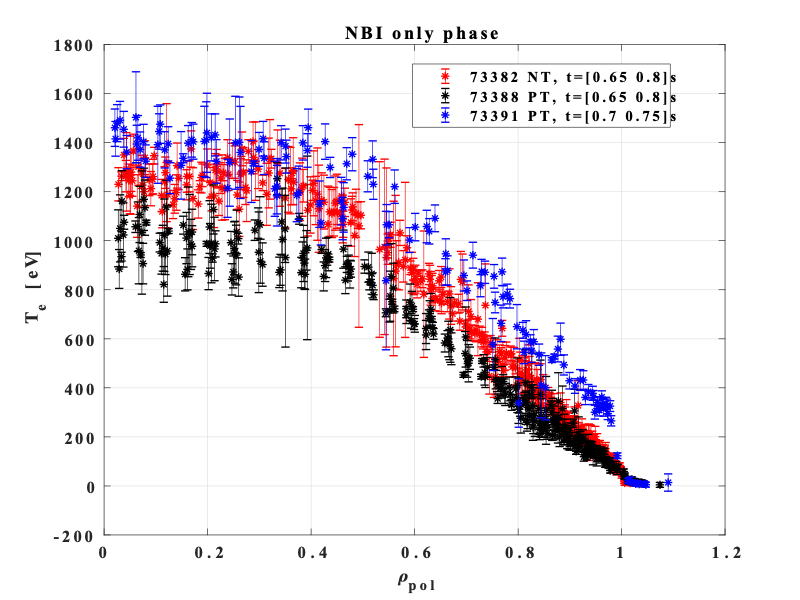 NBI only phase
73382 NT, t=[0.65 0.8]s
73388 PT, t=[0.65 0.8]s
73391 PT, t=[0.7 0.75]s
1800
1600
1400
1200
1000
800
600
400
200
0
-200
T_e [eV]
0 0.2 0.4 0.6 0.8 1 1.2
ρ_pol